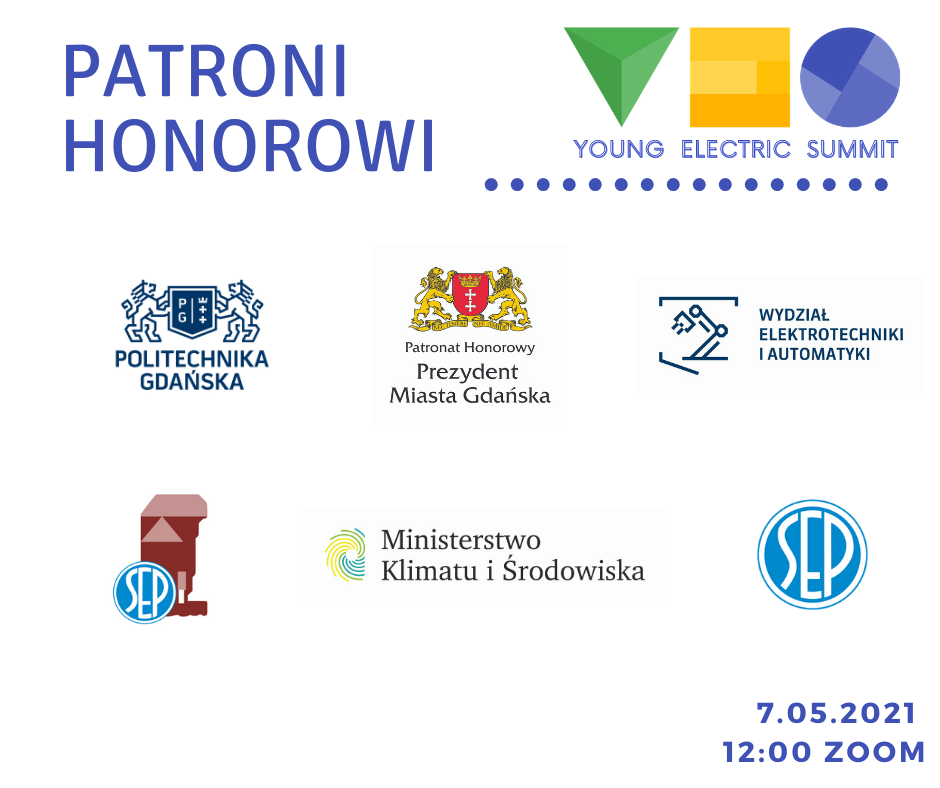 PATRONI
HONOROWI
YOUNG ELECTRIC SUMMIT
P
G
POLITECHNIKA
GDAŃSKA
Patronat Honorowy
Prezydent
Miasta Gdańska
WYDZIAŁ
ELEKTROTECHNIKI
I AUTOMATYKI
SEP
Ministerstwo
Klimatu i Środowiska
SEP
7.05.2021
12:00 ZOOM